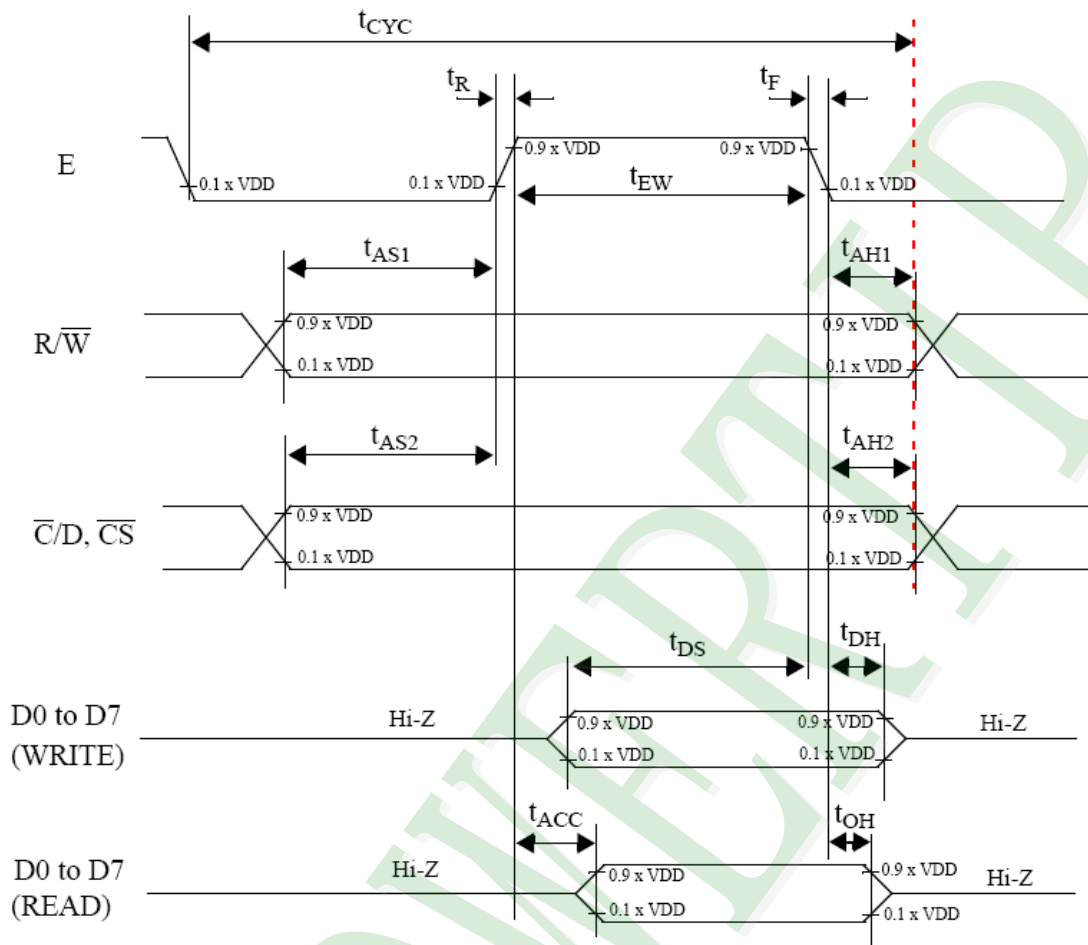 tCYC
tR
tF
E
0.9 x VDD
0.9 x VDD
0.1 x VDD
0.1 x VDD
tEW
0.1 x VDD
tAS1
tAH1
R/W̅
0.9 x VDD
0.9 x VDD
0.1 x VDD
0.1 x VDD
tAS2
tAH2
C̅/D, C̅S̅
0.9 x VDD
0.9 x VDD
0.1 x VDD
0.1 x VDD
tDS
tDH
D0 to D7
(WRITE)
Hi-Z
0.9 x VDD
0.9 x VDD
Hi-Z
0.1 x VDD
0.1 x VDD
tACC
tOH
D0 to D7
(READ)
Hi-Z
0.9 x VDD
0.9 x VDD
Hi-Z
0.1 x VDD
0.1 x VDD